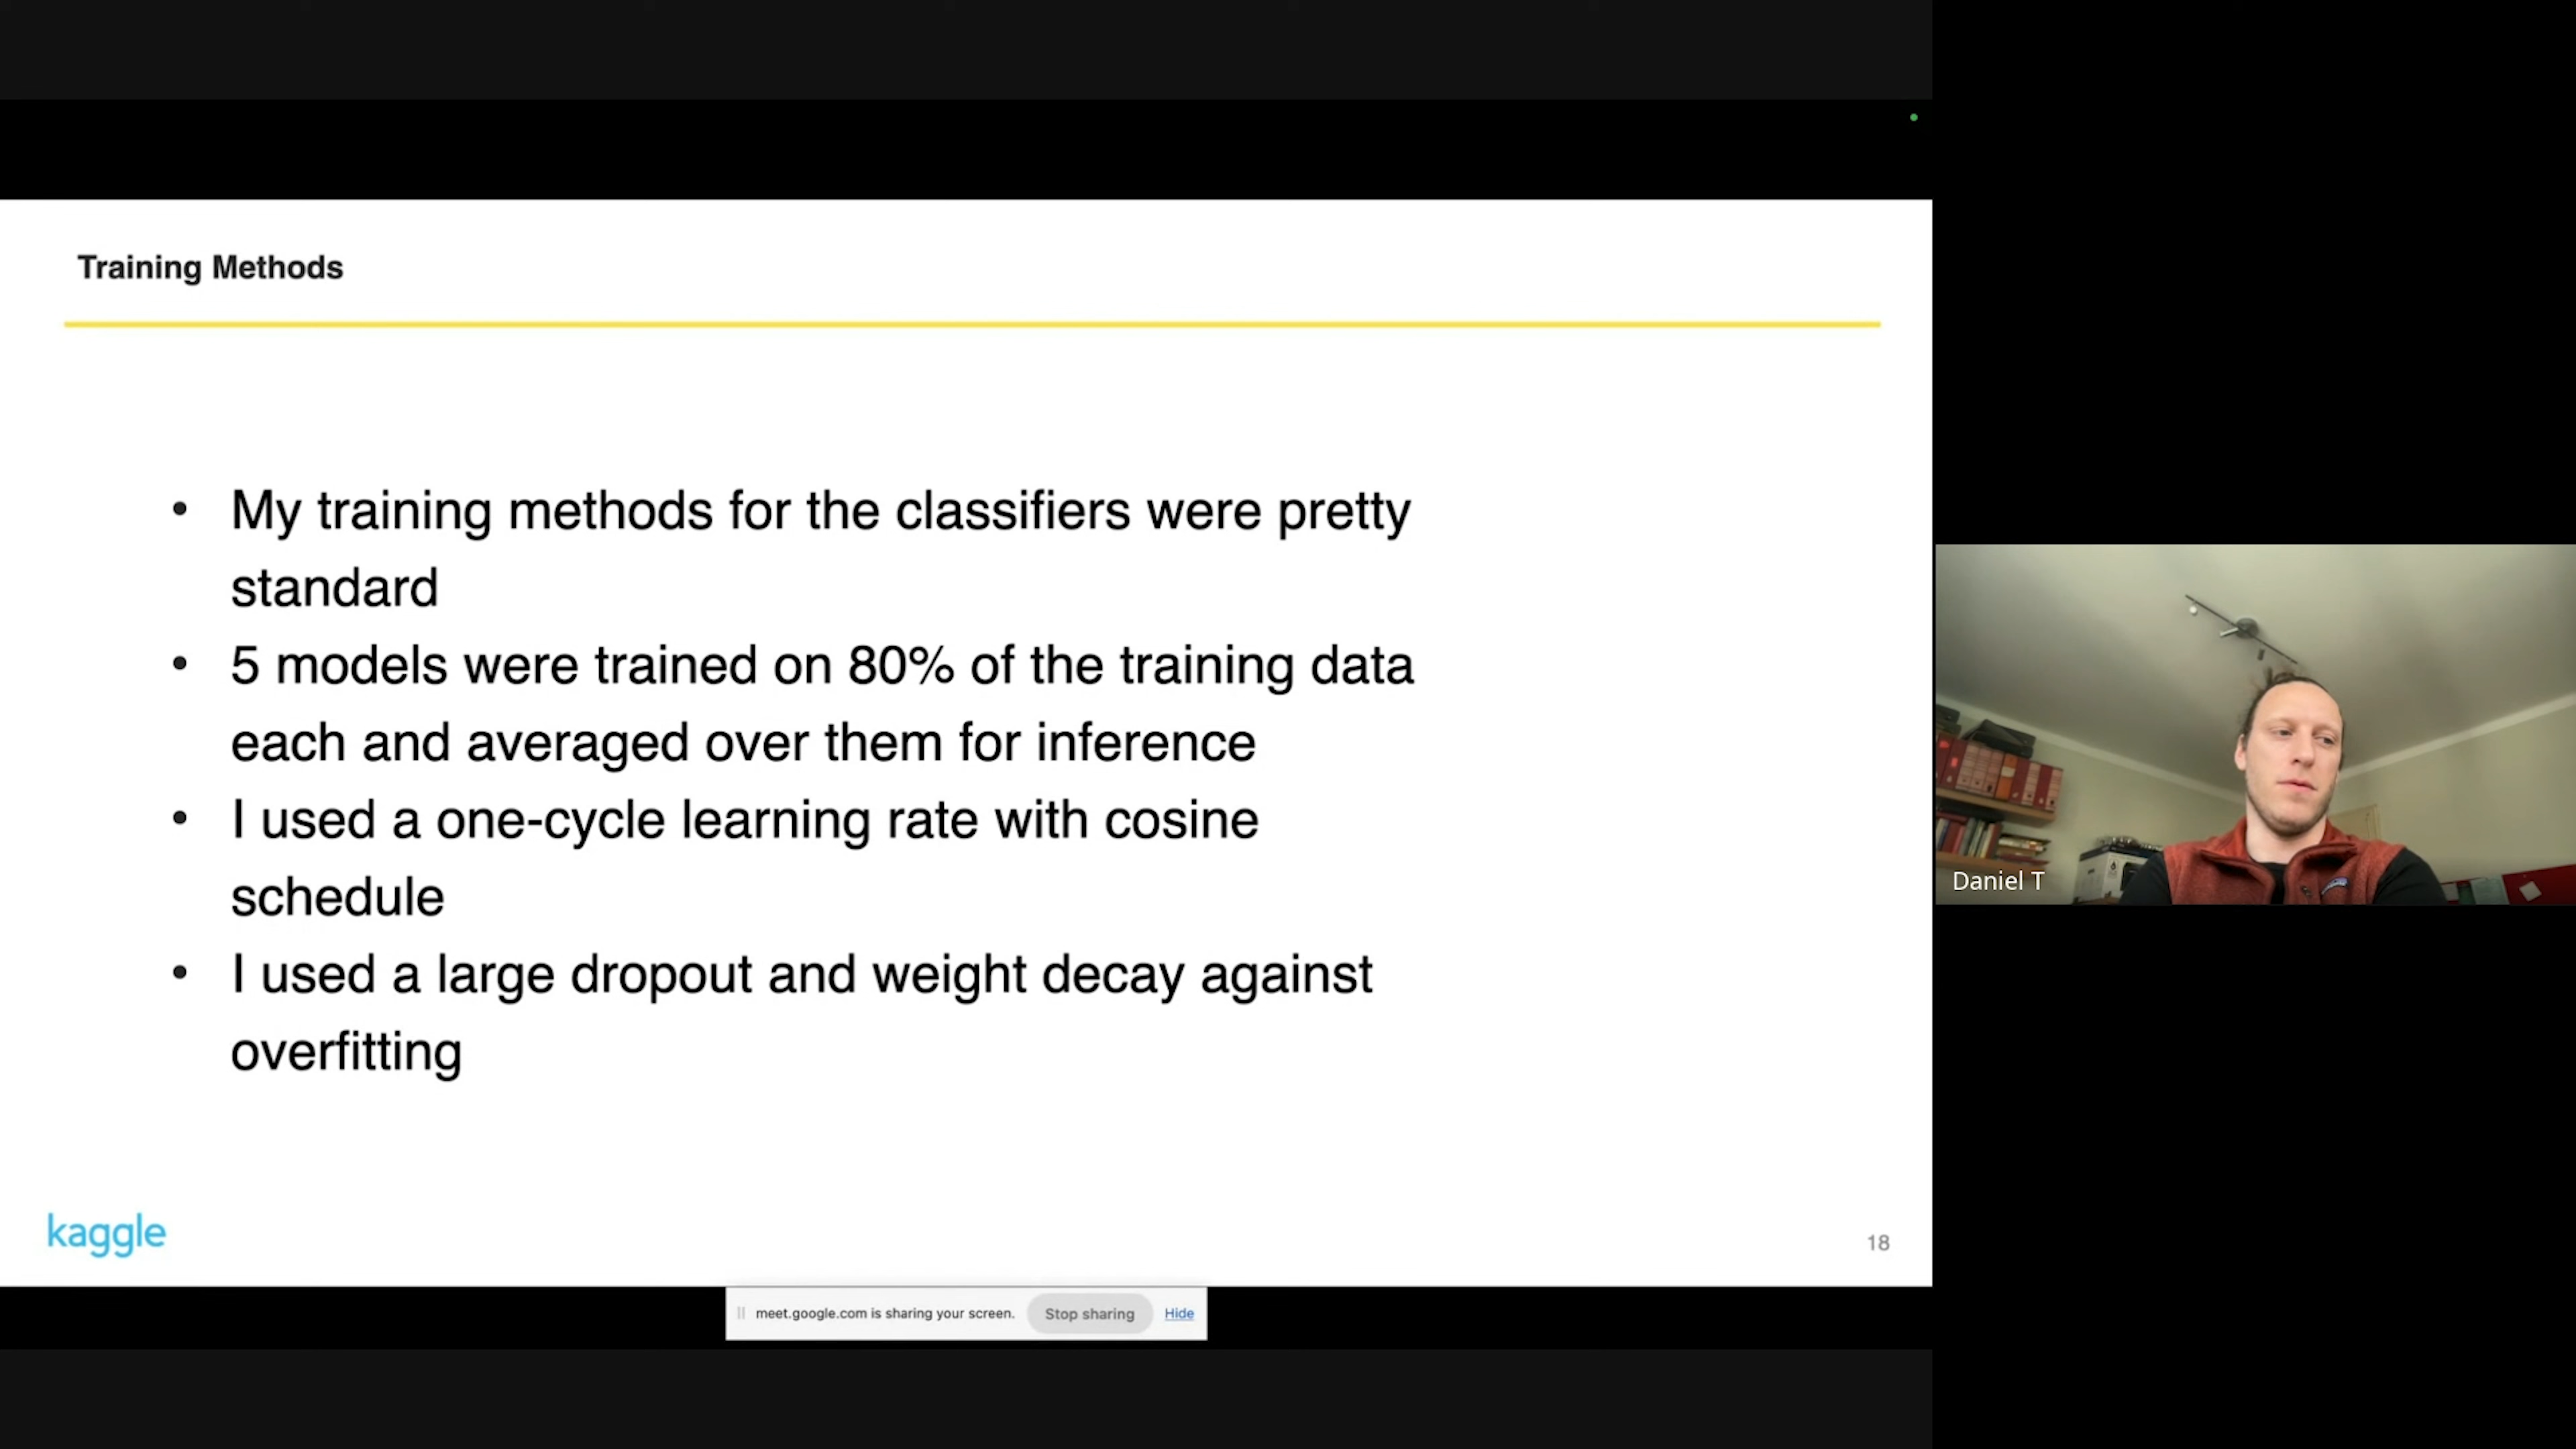 Training Methods
• My training methods for the classifiers were pretty
standard
• 5 models were trained on 80% of the training data
each and averaged over them for inference
• I used a one-cycle learning rate with cosine
schedule
• I used a large dropout and weight decay against
overfitting
kaggle
18
meet.google.com is sharing your screen. Stop sharing Hide
Daniel T